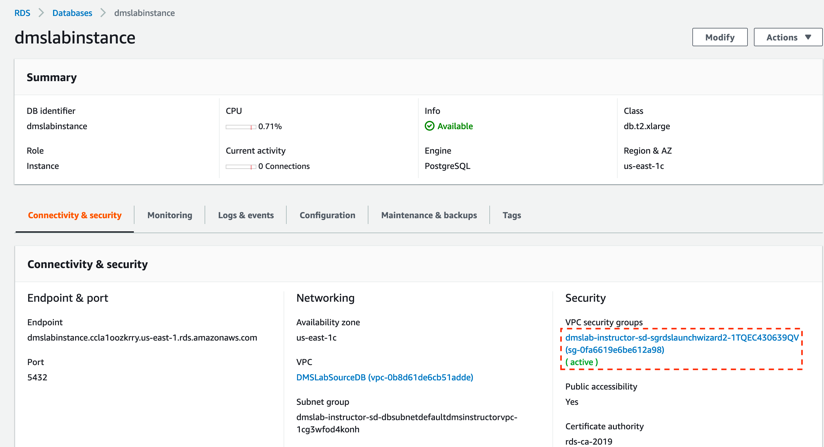 RDS > Databases > dmslabinstance
dmslabinstance
Modify
Actions ▼
Summary
DB identifier
dmslabinstance
CPU
0.71%
Info
Available
Class
db.t2.xlarge
Role
Instance
Current activity
0 Connections
Engine
PostgreSQL
Region & AZ
us-east-1c
Connectivity & security
Monitoring
Logs & events
Configuration
Maintenance & backups
Tags
Connectivity & security
Endpoint & port
Endpoint
dmslabinstance.ccla1oozkrry.us-east-1.rds.amazonaws.com
Port
5432
Networking
Availability zone
us-east-1c
VPC
DMSLabSourceDB (vpc-0b8d61de6cb51adde)
Subnet group
dmslab-instructor-sd-dbsubnetdefaultdmsinstructorvpc-
1cg3wfod4konh
Security
VPC security groups
dmslab-instructor-sd-sgrdslaunchwizard2-1TQEC430639QV
(sg-0fa6619e6be612a98)
( active )
Public accessibility
Yes
Certificate authority
rds-ca-2019